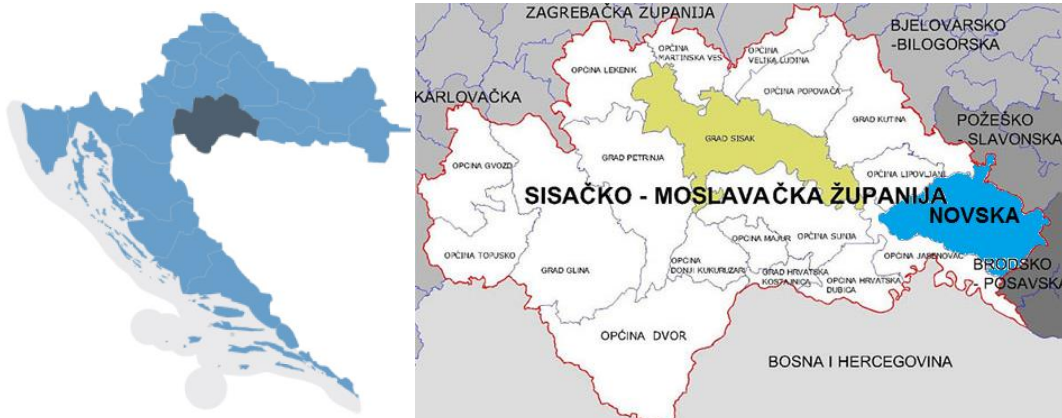 ZAGREBAČKA ŽUPANIJA
BJELOVARSKO
-BILOGORSKA
OPĆINA
MARTINSKA VES
OPĆINA
VELIKA LUDINA
OPĆINA LEKENIK
KARLOVAČKA
OPĆINA POPOVAČA
POŽEŠKO
- SLAVONSKA
GRAD KUTINA
GRAD SISAK
GRAD PETRINJA
OPĆINA GVOZD
OPĆINA LIPOVLJANI
SISAČKO - MOSLAVAČKA ŽUPANIJA
NOVSKA
OPĆINA SUNJA
OPĆINA MAJUR
OPĆINA TOPUSKO
OPĆINA JASENOVAC
GRAD GLINA
OPĆINA
DONJI KUKURUZARI
GRAD HRVATSKA
KOSTAJNICA
OPĆINA HRVATSKA
DUBICA
BRODSKO
- POSAVSKA
OPĆINA DVOR
BOSNA I HERCEGOVINA